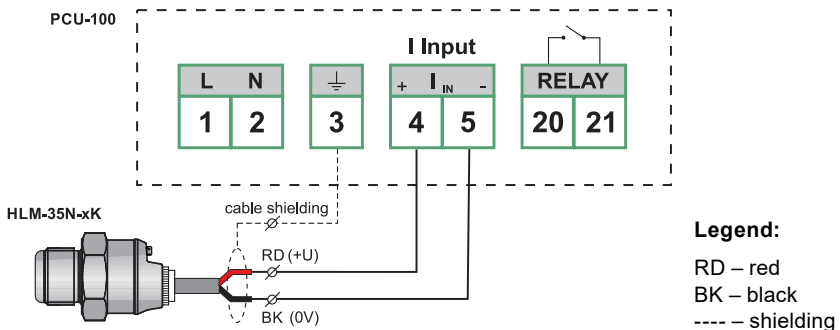 PCU-100
I Input
L N
⏚
+ I IN -
RELAY
1 2
3
4 5
20 21
HLM-35N-xK
cable shielding
RD (+U)
BK (0V)
Legend:
RD – red
BK – black
---- – shielding